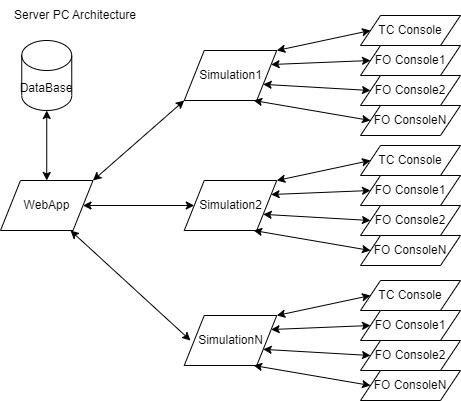 Server PC Architecture
DataBase
WebApp
Simulation1
TC Console
FO Console1
FO Console2
FO ConsoleN
Simulation2
TC Console
FO Console1
FO Console2
FO ConsoleN
SimulationN
TC Console
FO Console1
FO Console2
FO ConsoleN